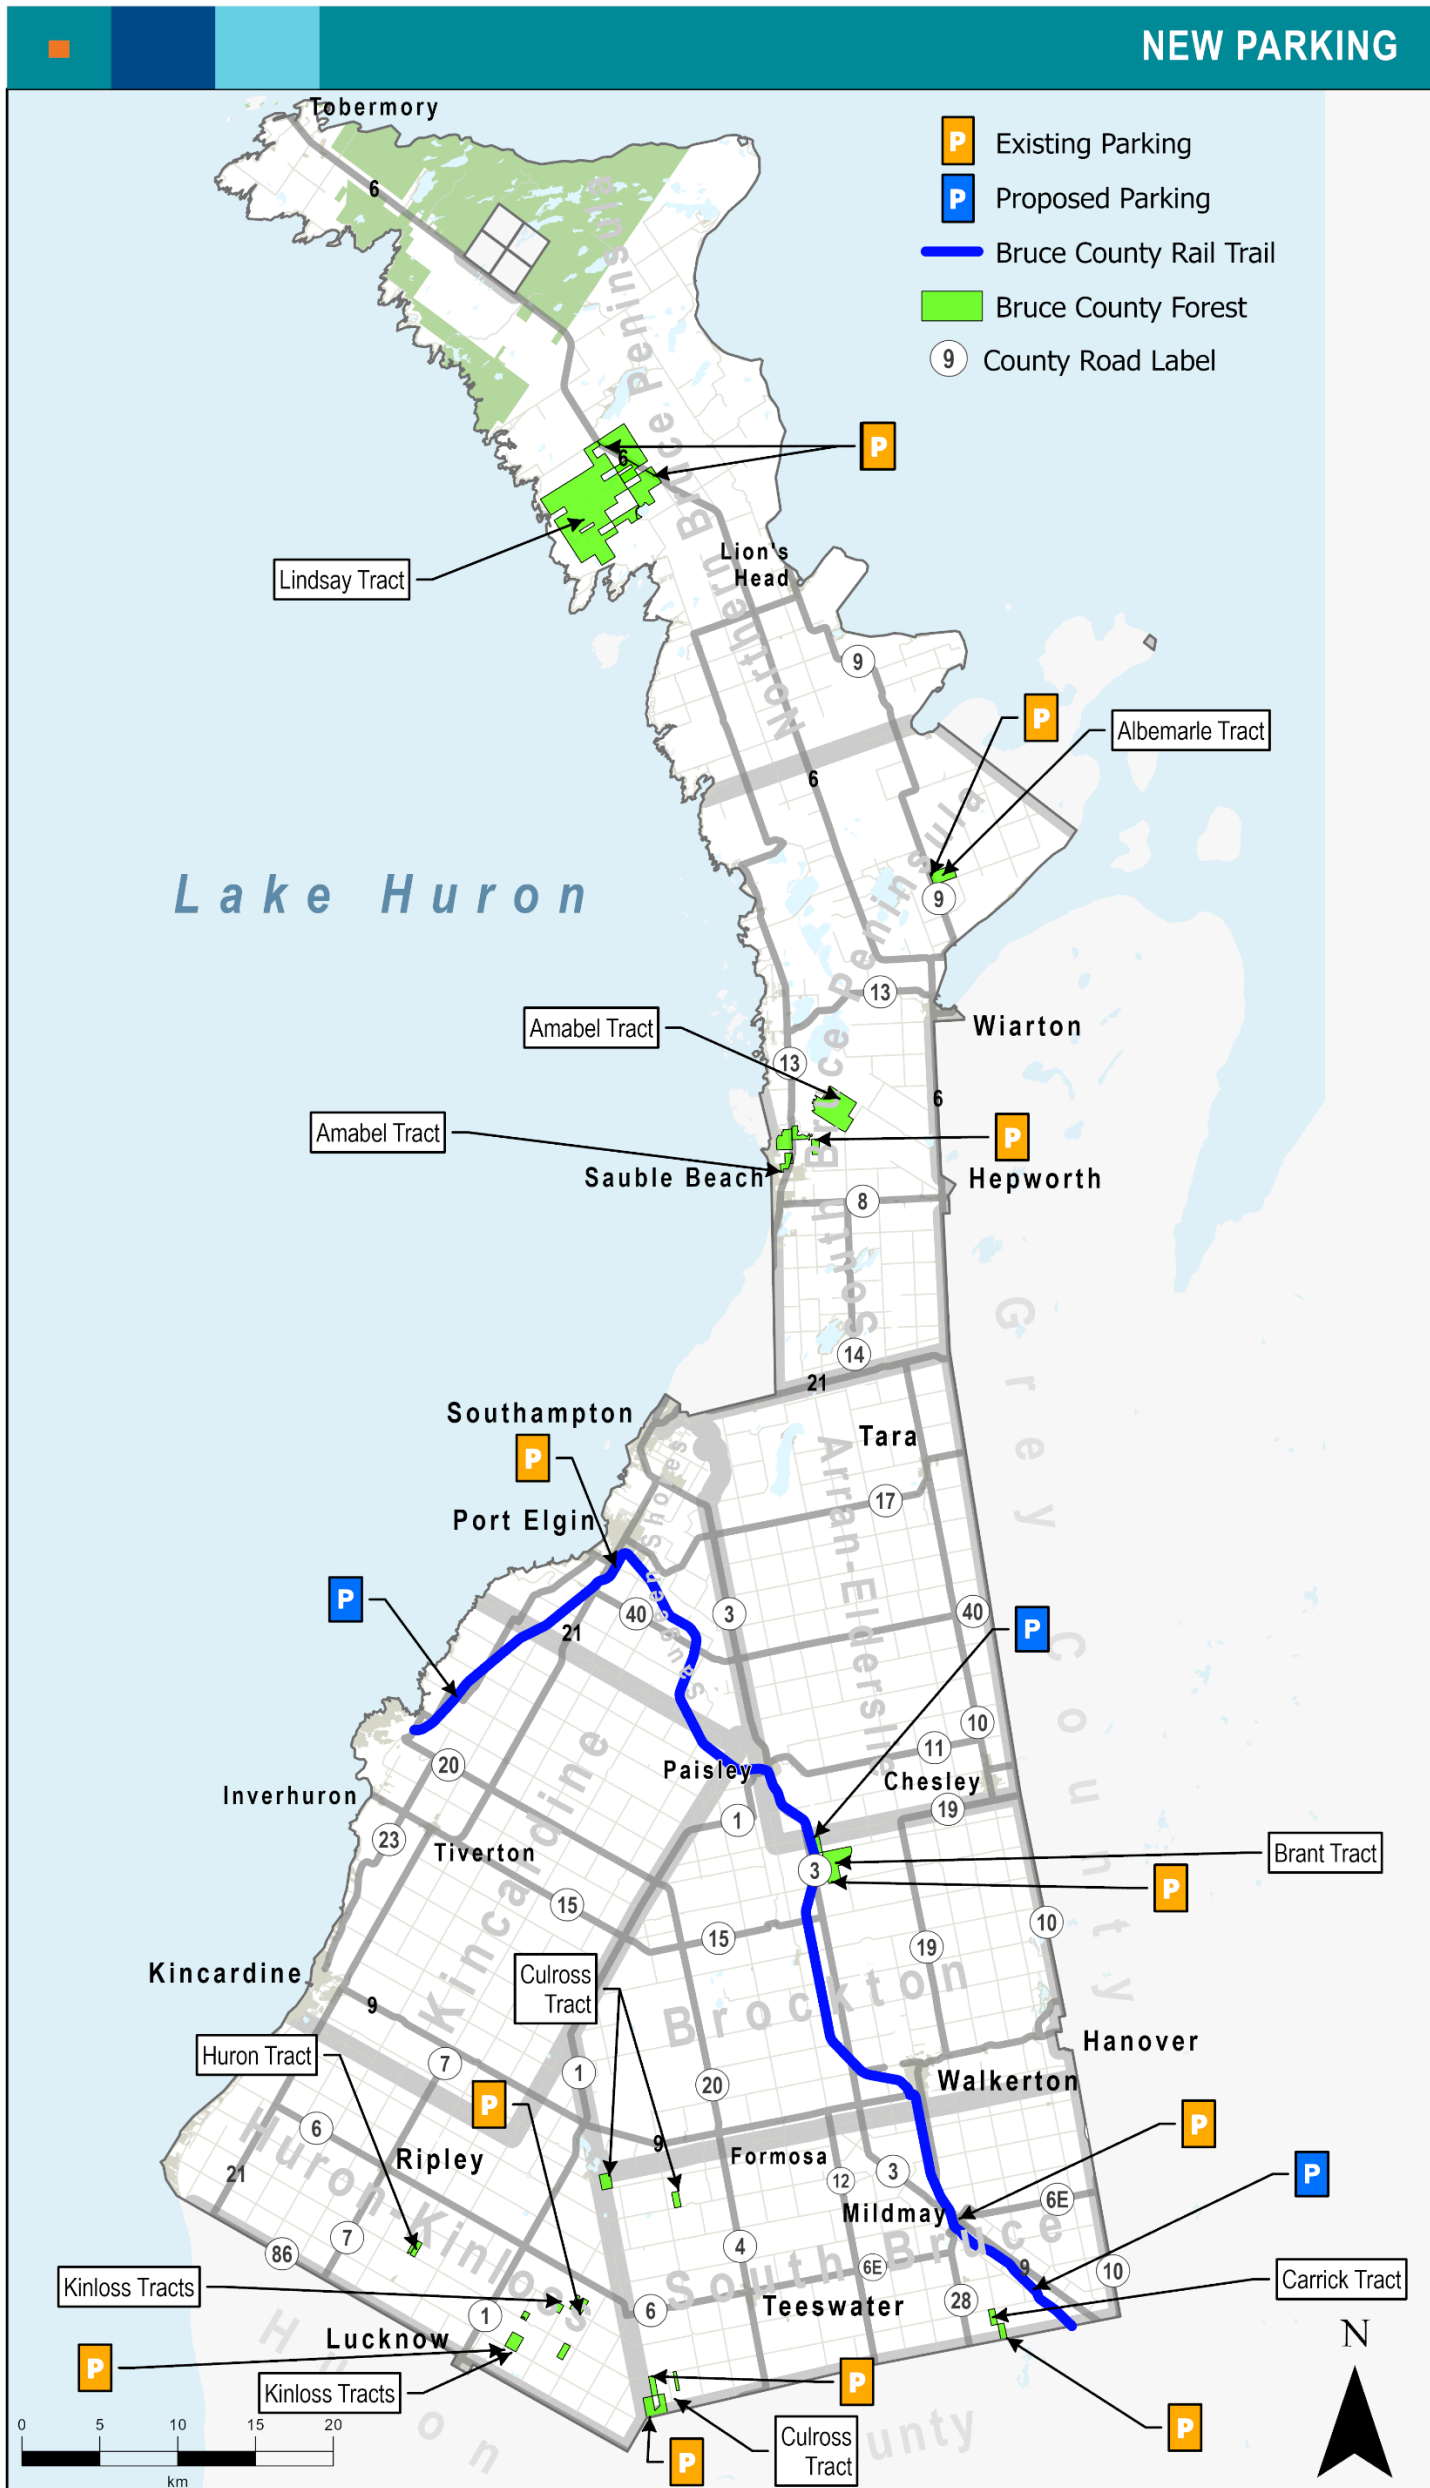 NEW PARKING
Tobermory
P Existing Parking
P Proposed Parking
Bruce County Rail Trail
Bruce County Forest
9 County Road Label
6
Northern Bruce Peninsula
P
6
Lindsay Tract
Lion's
Head
9
P
Albemarle Tract
6
Lake Huron
9
South Bruce Peninsula
13
Wiarton
Amabel Tract
13
6
Amabel Tract
P
Sauble Beach
Hepworth
8
Grey County
14
21
Southampton
Tara
P
Saugeen Shores
Arran-Elderslie
17
Port Elgin
P
40
3
40
P
21
10
11
Paisley
Chesley
20
19
Inverhuron
1
23
Tiverton
Brant Tract
3
P
Kincardine
15
15
19
10
Kincardine
Culross
Tract
9
Brockton
Hanover
Huron Tract
7
1
20
Walkerton
P
P
6
9
Formosa
Ripley
21
12
3
P
6E
Mildmay
Huron-Kinloss
7
86
4
South Bruce
6E
9
10
Kinloss Tracts
1
6
Teeswater
28
Carrick Tract
Lucknow
N
P
P
Kinloss Tracts
Huron County
P
Culross
Tract
P
0 5 10 15 20
km